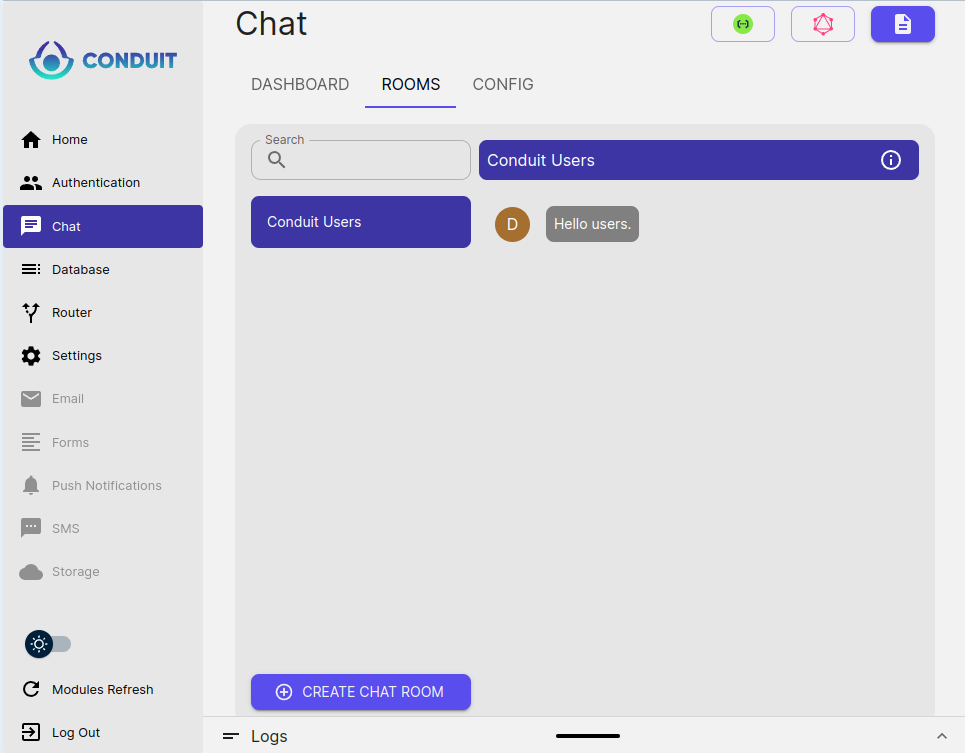 CONDUIT
Home
Authentication
Chat
Database
Router
Settings
Email
Forms
Push Notifications
SMS
Storage
Modules Refresh
Log Out
Chat
DASHBOARD
ROOMS
CONFIG
Search
Conduit Users
Conduit Users
D
Hello users.
CREATE CHAT ROOM
Logs